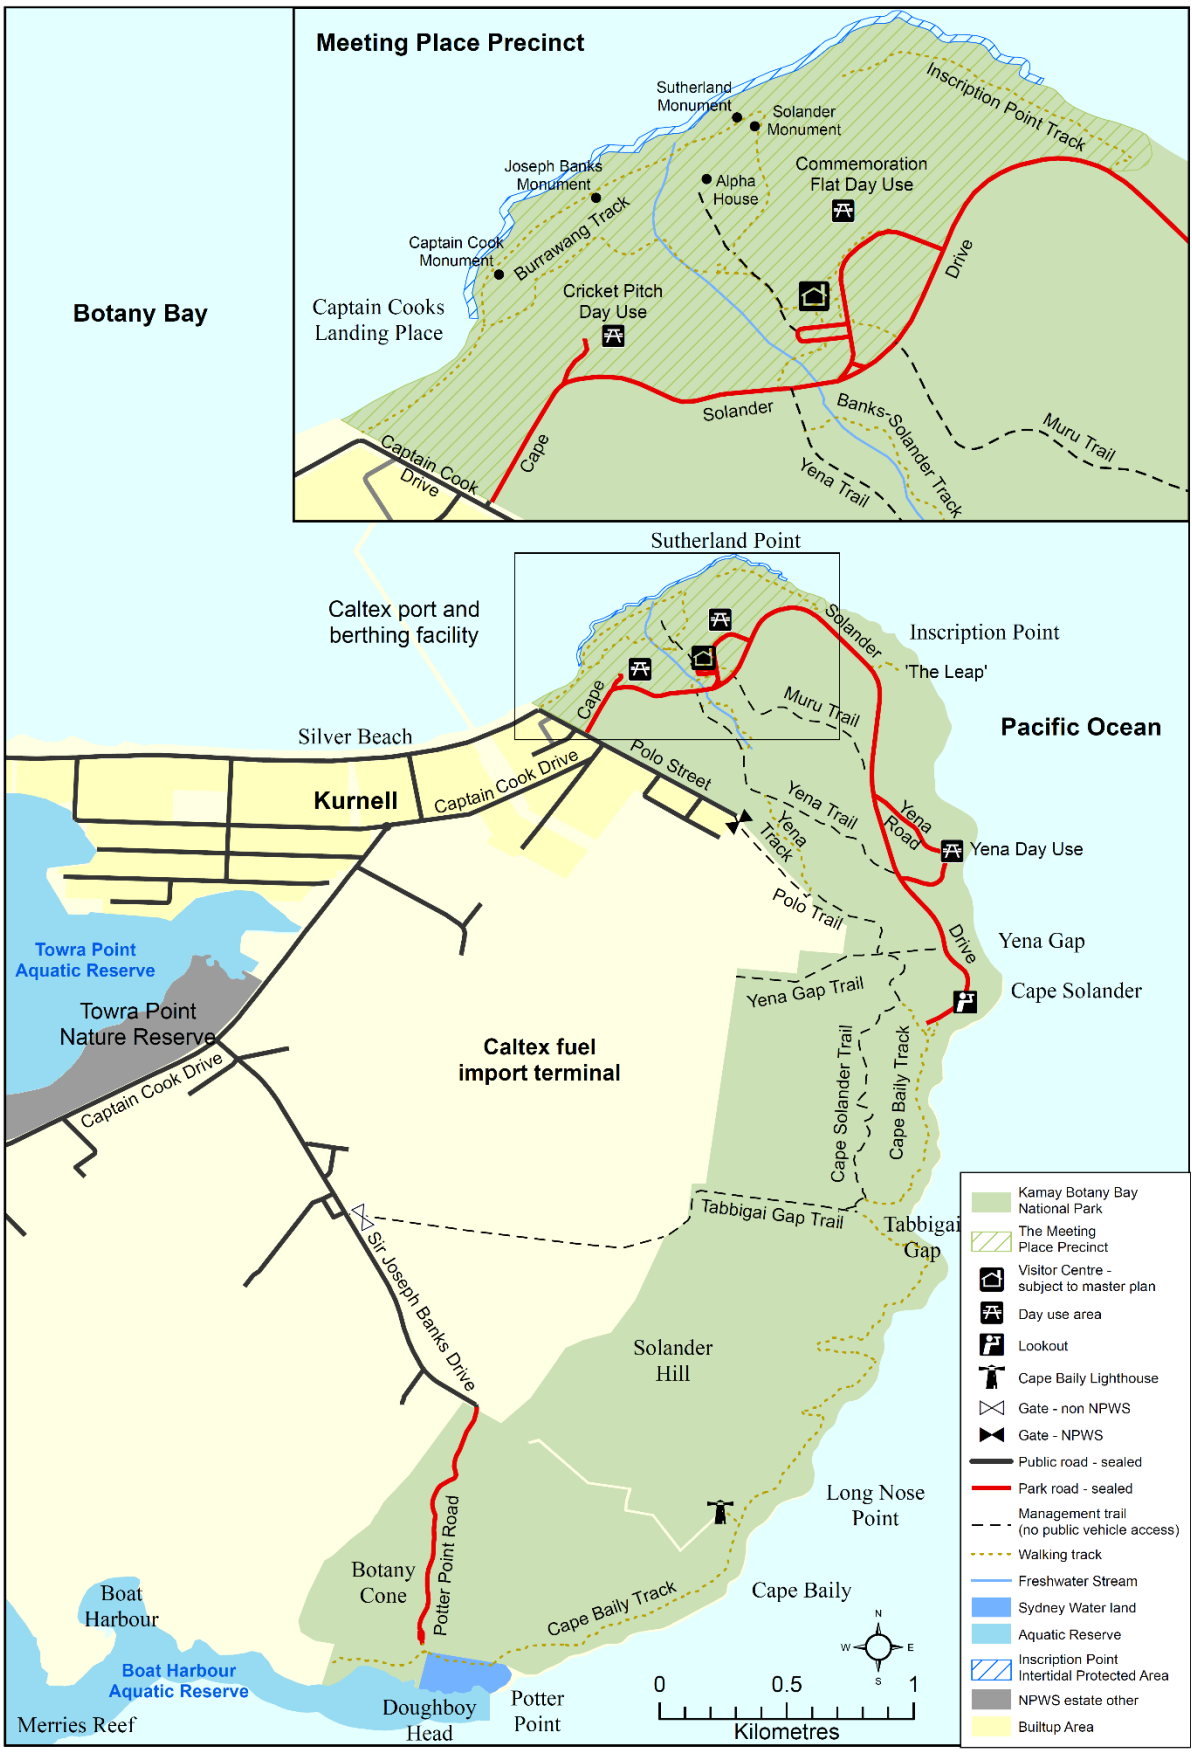 Meeting Place Precinct
Inscription Point Track
Sutherland
Monument
Solander
Monument
Commemoration
Flat Day Use
Joseph Banks
Monument
Alpha
House
Burrawang Track
Captain Cook
Monument
Drive
Cricket Pitch
Day Use
Captain Cooks
Landing Place
Botany Bay
Solander
Banks-Solander Track
Muru Trail
Yena Trail
Cape
Captain Cook
Drive
Sutherland Point
Caltex port and
berthing facility
Solander
Inscription Point
'The Leap'
Cape
Muru Trail
Pacific Ocean
Silver Beach
Polo Street
Captain Cook Drive
Kurnell
Yena Trail
Yena
Road
Yena
Track
Yena Day Use
Polo Trail
Drive
Yena Gap
Towra Point
Aquatic Reserve
Yena Gap Trail
Cape Solander
Towra Point
Nature Reserve
Caltex fuel
import terminal
Cape Solander Trail
Cape Baily Track
Captain Cook Drive
Tabbigai Gap Trail
Tabbigai
Gap
Sir Joseph Banks Drive
Solander
Hill
Long Nose
Point
Potter Point Road
Botany
Cone
Cape Baily
Cape Baily Track
Boat
Harbour
Boat Harbour
Aquatic Reserve
Merries Reef
Doughboy
Head
Potter
Point
N
W
E
S
0
0.5
1
Kilometres
Kamay Botany Bay
National Park
The Meeting
Place Precinct
Visitor Centre -
subject to master plan
Day use area
Lookout
Cape Baily Lighthouse
Gate - non NPWS
Gate - NPWS
Public road - sealed
Park road - sealed
Management trail
(no public vehicle access)
Walking track
Freshwater Stream
Sydney Water land
Aquatic Reserve
Inscription Point
Intertidal Protected Area
NPWS estate other
Builtup Area